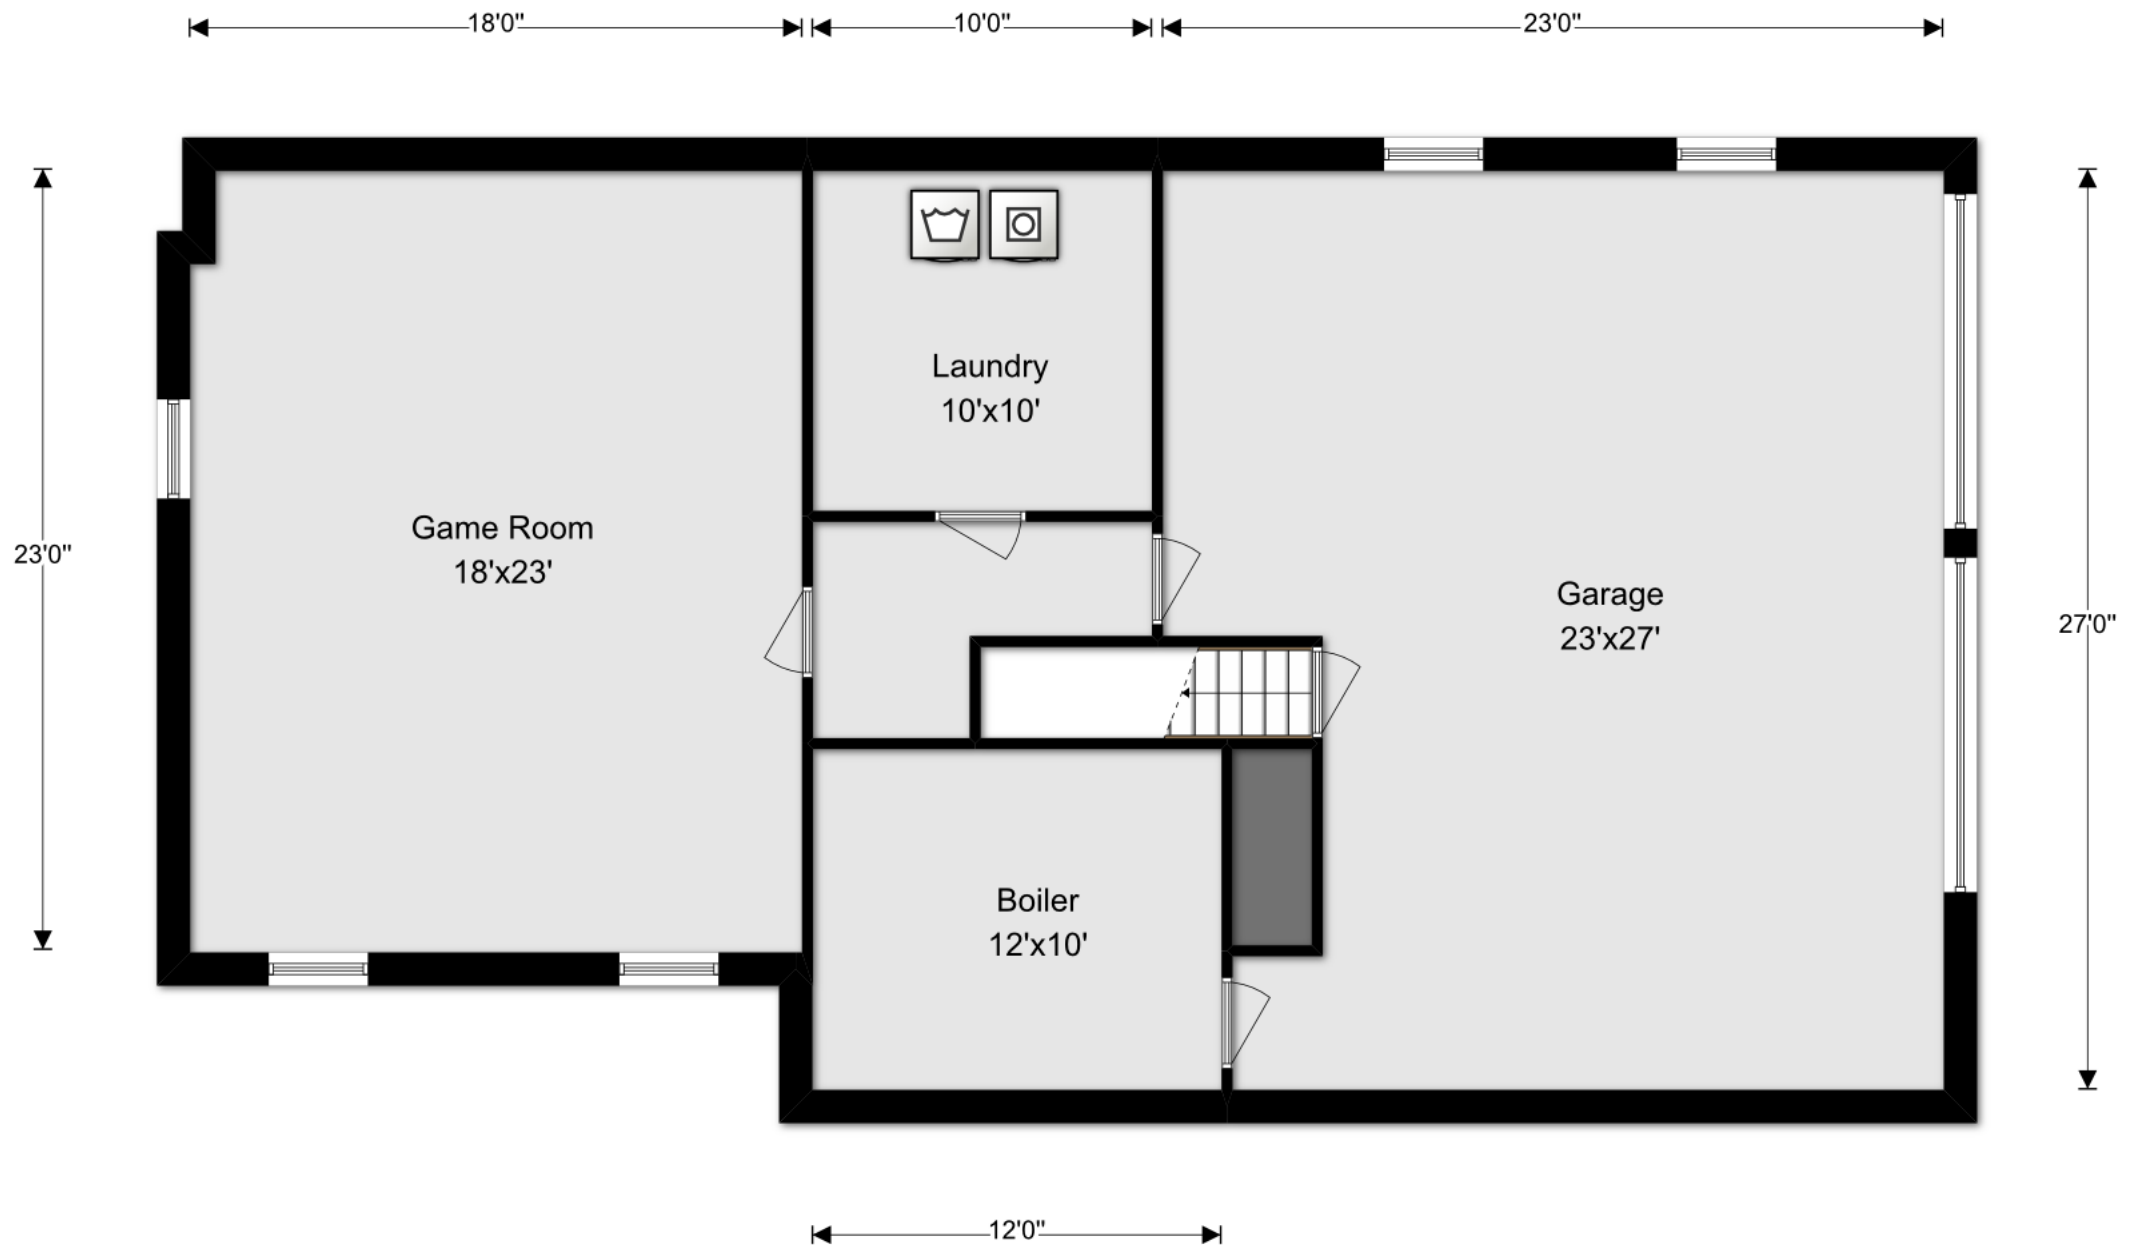 18'0"
10'0"
23'0"
Laundry
10'x10'
Game Room
18'x23'
23'0"
Garage
23'x27'
27'0"
Boiler
12'x10'
12'0"